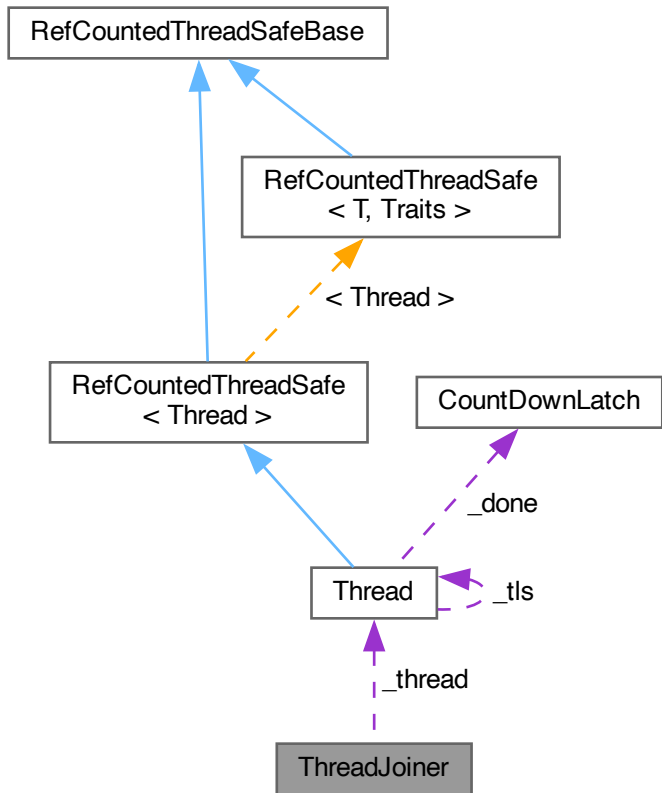 RefCountedThreadSafeBase
RefCountedThreadSafe
< T, Traits >
< Thread >
RefCountedThreadSafe
< Thread >
CountDownLatch
_done
Thread
_tls
_thread
ThreadJoiner